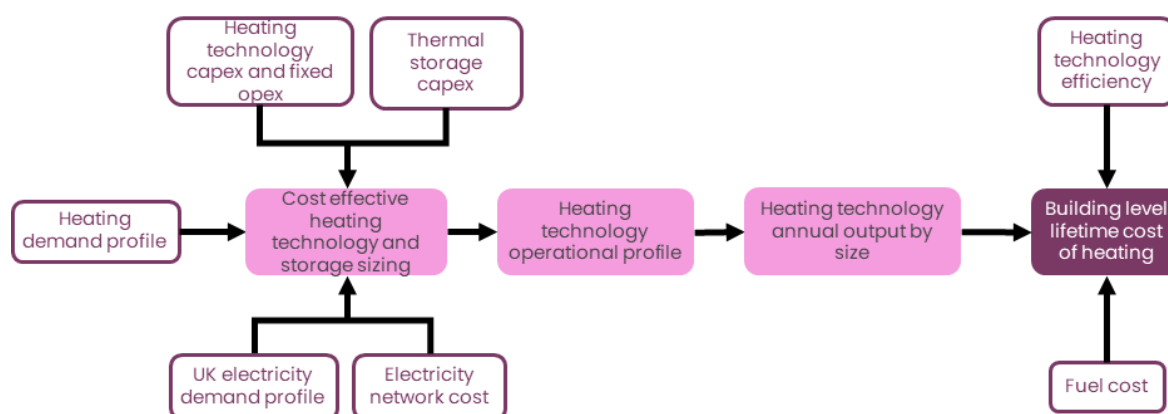 Heating
technology
capex and fixed
opex
Thermal
storage
capex
Heating
technology
efficiency
Heating
demand profile
Cost effective
heating
technology and
storage sizing
Heating
technology
operational profile
Heating technology
annual output by
size
Building level
lifetime cost
of heating
UK electricity
demand profile
Electricity
network cost
Fuel cost